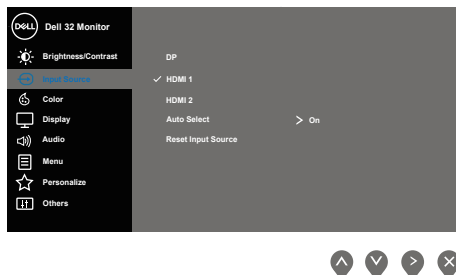 DELL Dell 32 Monitor
Brightness/Contrast
Input Source
Color
Display
Audio
Menu
Personalize
Others
DP
HDMI 1
HDMI 2
Auto Select On
Reset Input Source